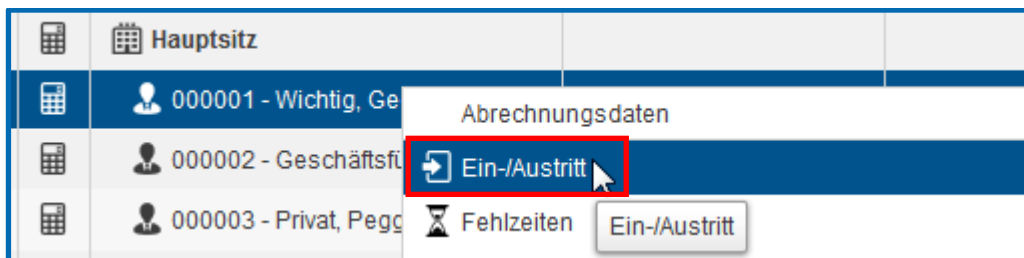 Hauptsitz
000001 - Wichtig, Ge
Abrechnungsdaten
000002 - Geschäftsfü
Ein-/Austritt
000003 - Privat, Pegg
Fehlzeiten
Ein-/Austritt